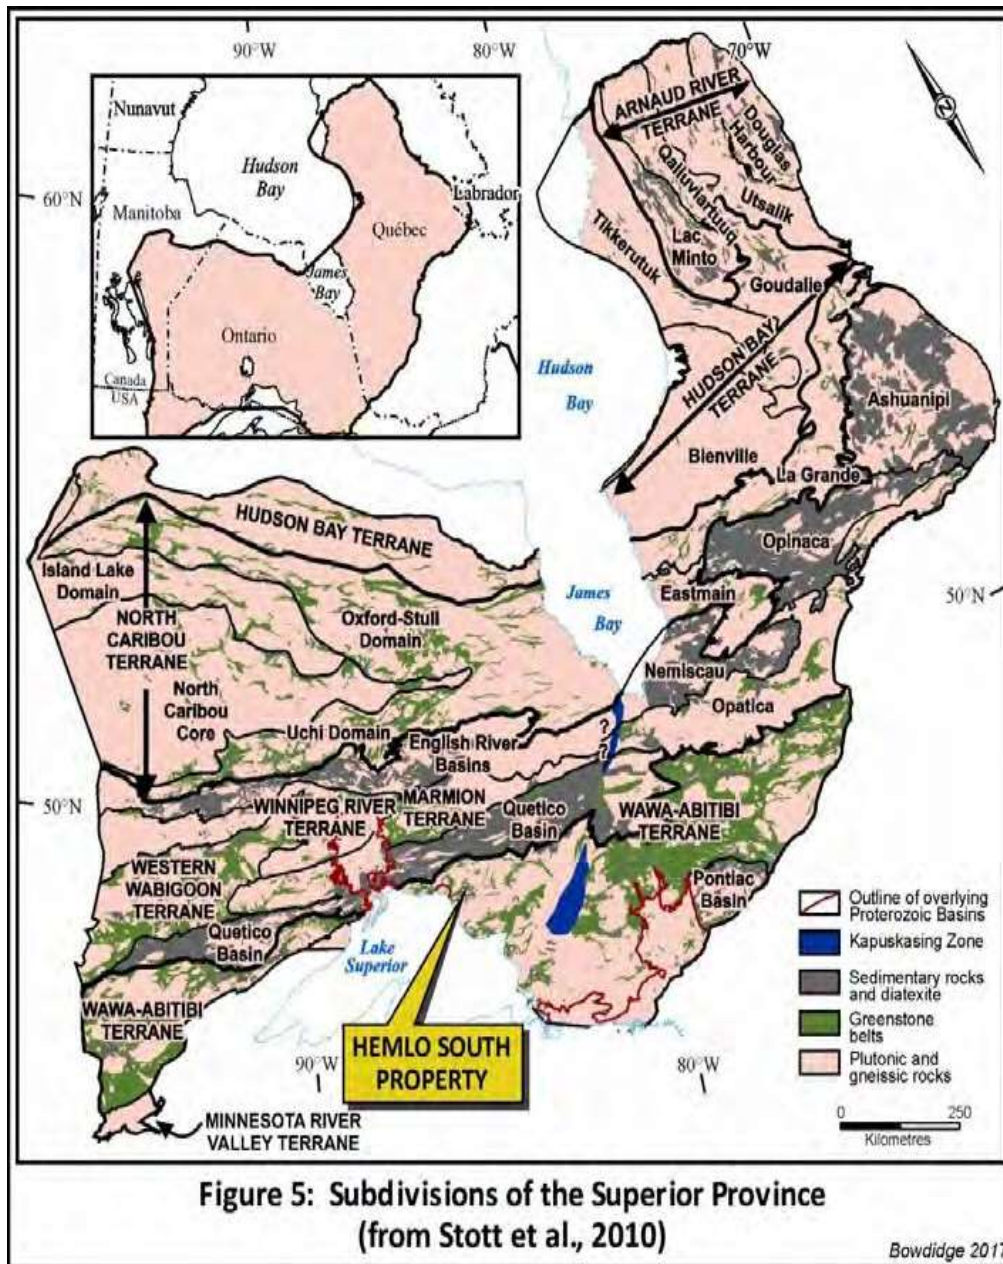 90°W
80°W
70°W
60°N
Nunavut
Hudson
Bay
Manitoba
Labrador
Québec
James
Bay
Ontario
Canada
USA
N
ARNAUD RIVER
TERRANE
Douglas
Harbour
Qalluviartuuq
Utsalik
Tikkerutuk
Lac
Minto
Goudalie
HUDSON BAY
TERRANE
Hudson
Bay
Ashuanipi
Bienville
La Grande
HUDSON BAY TERRANE
Opinaca
Island Lake
Domain
James
Bay
Eastmain
50°N
NORTH
CARIBOU
TERRANE
Oxford-Stull
Domain
Nemiscau
North
Caribou
Core
Opatica
Uchi Domain
English River
Basins
?
?
50°N
WINNIPEG RIVER
TERRANE
MARMION
TERRANE
Quetico
Basin
WAWA-ABITIBI
TERRANE
WESTERN
WABIGOON
TERRANE
Pontiac
Basin
Quetico
Basin
Lake
Superior
WAWA-ABITIBI
TERRANE
HEMLO SOUTH
PROPERTY
90°W
80°W
MINNESOTA RIVER
VALLEY TERRANE
Outline of overlying
Proterozoic Basins
Kapuskasing Zone
Sedimentary rocks
and diatexite
Greenstone
belts
Plutonic and
gneissic rocks
0 250
Kilometres
Figure 5: Subdivisions of the Superior Province
(from Stott et al., 2010)
Bowdidge 2017